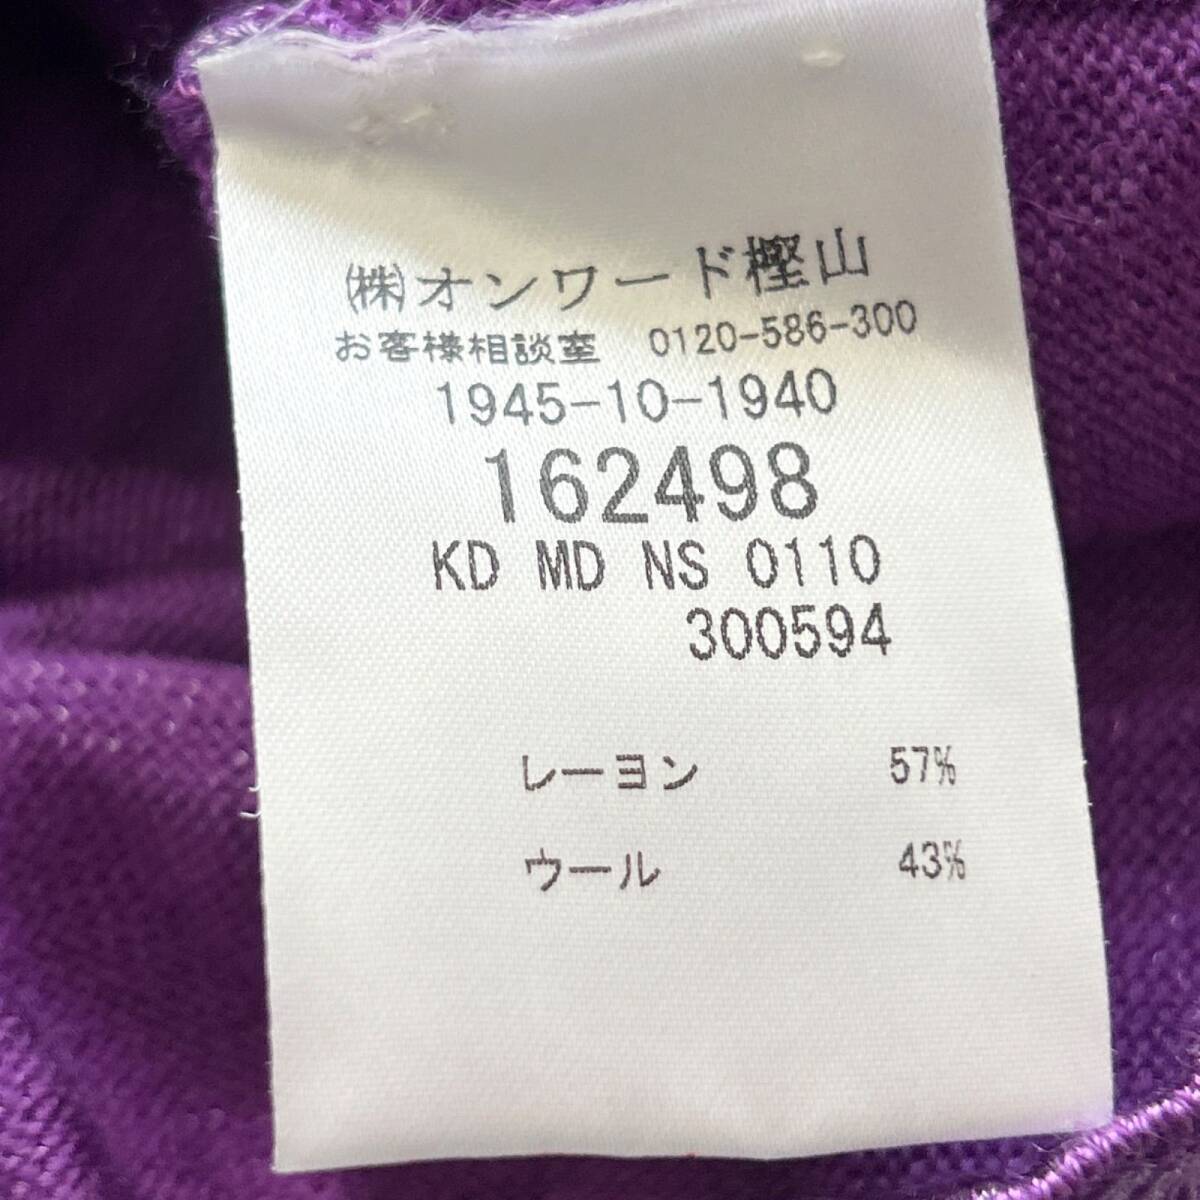 ㈱オンワード樫山
お客様相談室 0120-586-300
1945-10-1940
162498
KD MD NS 0110
300594
レーヨン 57%
ウール 43%